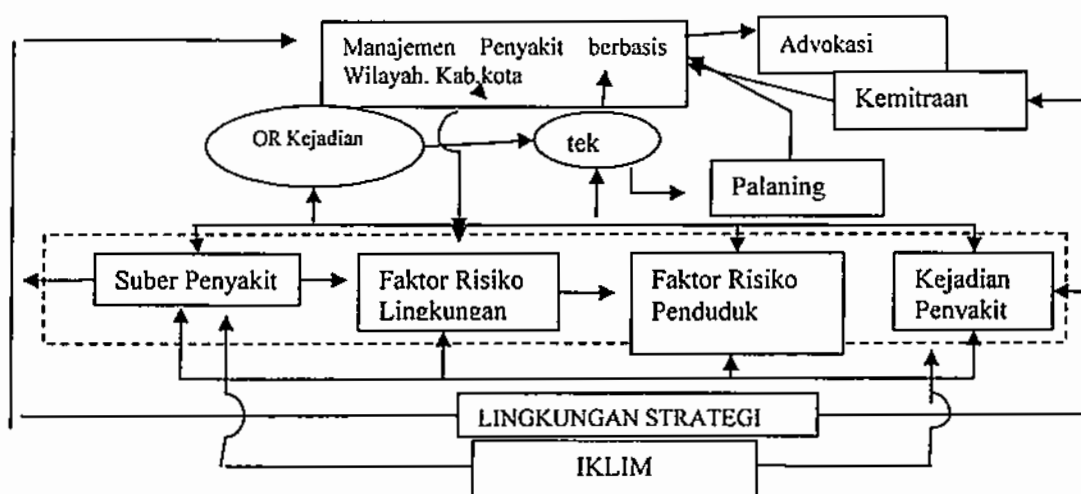 Manajemen Penyakit berbasis
Wilayah. Kab.kota
Advokasi
Kemitraan
OR Kejadian
tek
Palaning
Suber Penyakit
Faktor Risiko
Lingkungan
Faktor Risiko
Penduduk
Kejadian
Penyakit
LINGKUNGAN STRATEGI
IKLIM